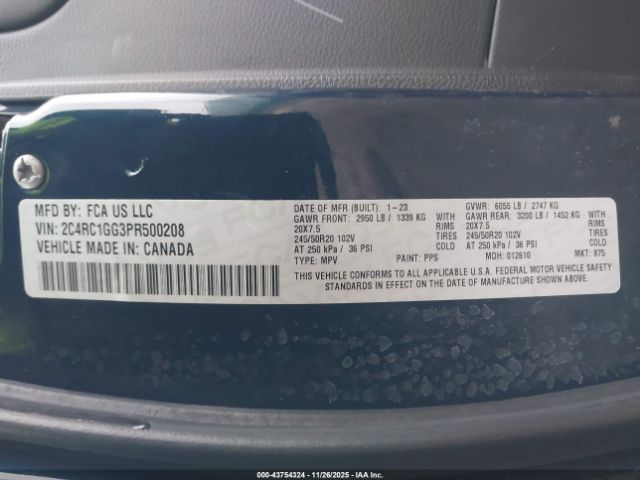 MFD BY: FCA US LLC
VIN: 2C4RC1GG3PR500208
VEHICLE MADE IN: CANADA
DATE OF MFR (BUILT): 1-23
GAWR FRONT: 2950 LB / 1339 KG
20X7.5 RIMS
245/50R20 102V TIRES
AT 250 kPa / 36 PSI COLD
TYPE: MPV PAINT: PPS
GVWR: 6055 LB / 2747 KG
GAWR REAR: 3200 LB / 1452 KG
20X7.5 RIMS
245/50R20 102V TIRES
AT 250 kPa / 36 PSI COLD
MDH: 012610 MKT: 875
THIS VEHICLE CONFORMS TO ALL APPLICABLE U.S.A. FEDERAL MOTOR VEHICLE SAFETY
STANDARDS IN EFFECT ON THE DATE OF MANUFACTURE SHOWN ABOVE.
000-43754324 | 11/26/2025 | IAA, Inc.